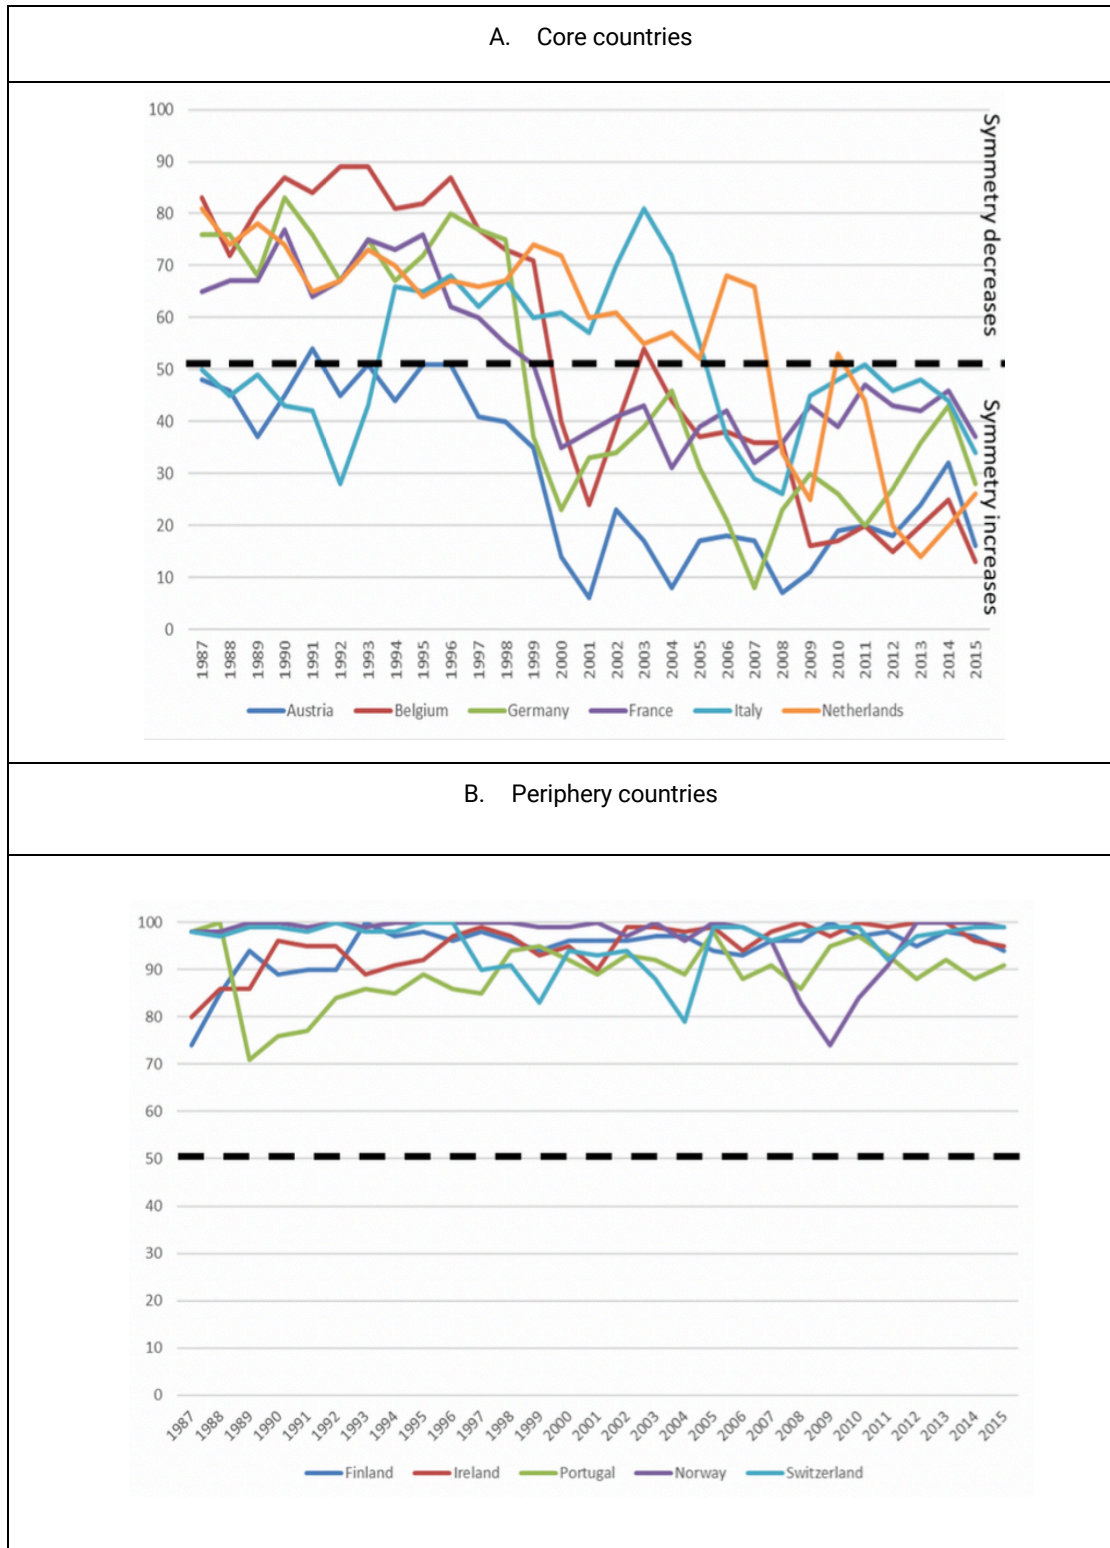 A. Core countries
100
90
80
70
60
50
40
30
20
10
0
Symmetry decreases
Symmetry increases
1987 1988 1989 1990 1991 1992 1993 1994 1995 1996 1997 1998 1999 2000 2001 2002 2003 2004 2005 2006 2007 2008 2009 2010 2011 2012 2013 2014 2015
Austria Belgium Germany France Italy Netherlands
B. Periphery countries
100
90
80
70
60
50
40
30
20
10
0
1987 1988 1989 1990 1991 1992 1993 1994 1995 1996 1997 1998 1999 2000 2001 2002 2003 2004 2005 2006 2007 2008 2009 2010 2011 2012 2013 2014 2015
Finland Ireland Portugal Norway Switzerland